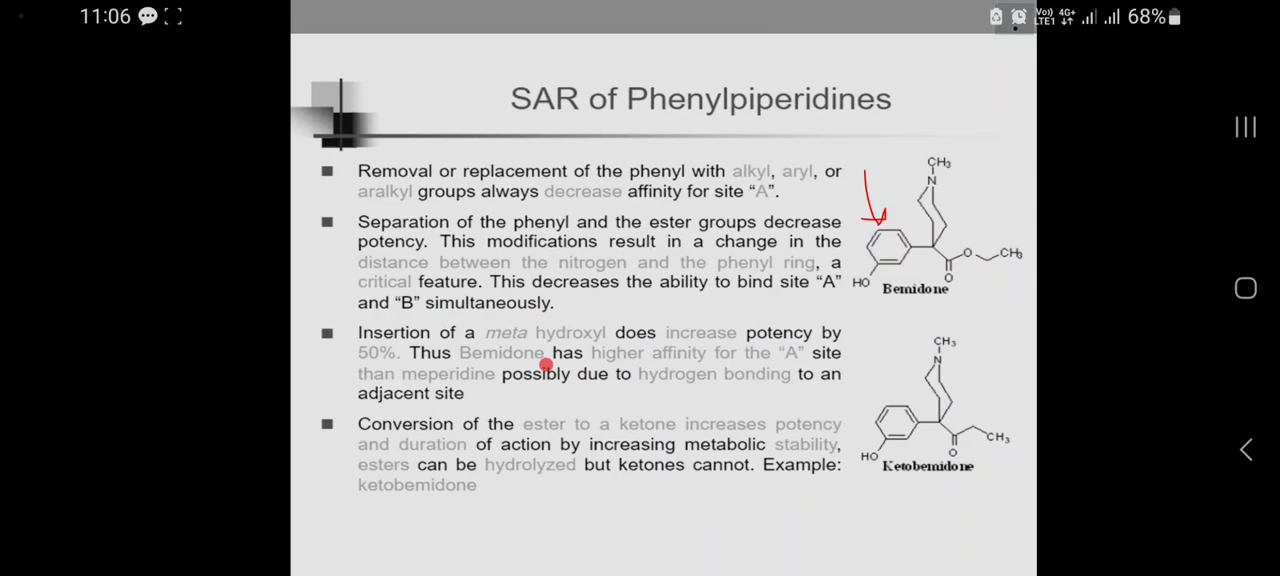 11:06
Vo)) 4G+
LTE1 68%
SAR of Phenylpiperidines
Removal or replacement of the phenyl with alkyl, aryl, or
aralkyl groups always decrease affinity for site “A”.
Separation of the phenyl and the ester groups decrease
potency. This modifications result in a change in the
distance between the nitrogen and the phenyl ring, a
critical feature. This decreases the ability to bind site “A”
and “B” simultaneously.
Insertion of a meta hydroxyl does increase potency by
50%. Thus Bemidone has higher affinity for the “A” site
than meperidine possibly due to hydrogen bonding to an
adjacent site
Conversion of the ester to a ketone increases potency
and duration of action by increasing metabolic stability,
esters can be hydrolyzed but ketones cannot. Example:
ketobemidone
CH3
N
O CH3
HO O
Bemidone
CH3
N
CH3
HO O
Ketobemidone